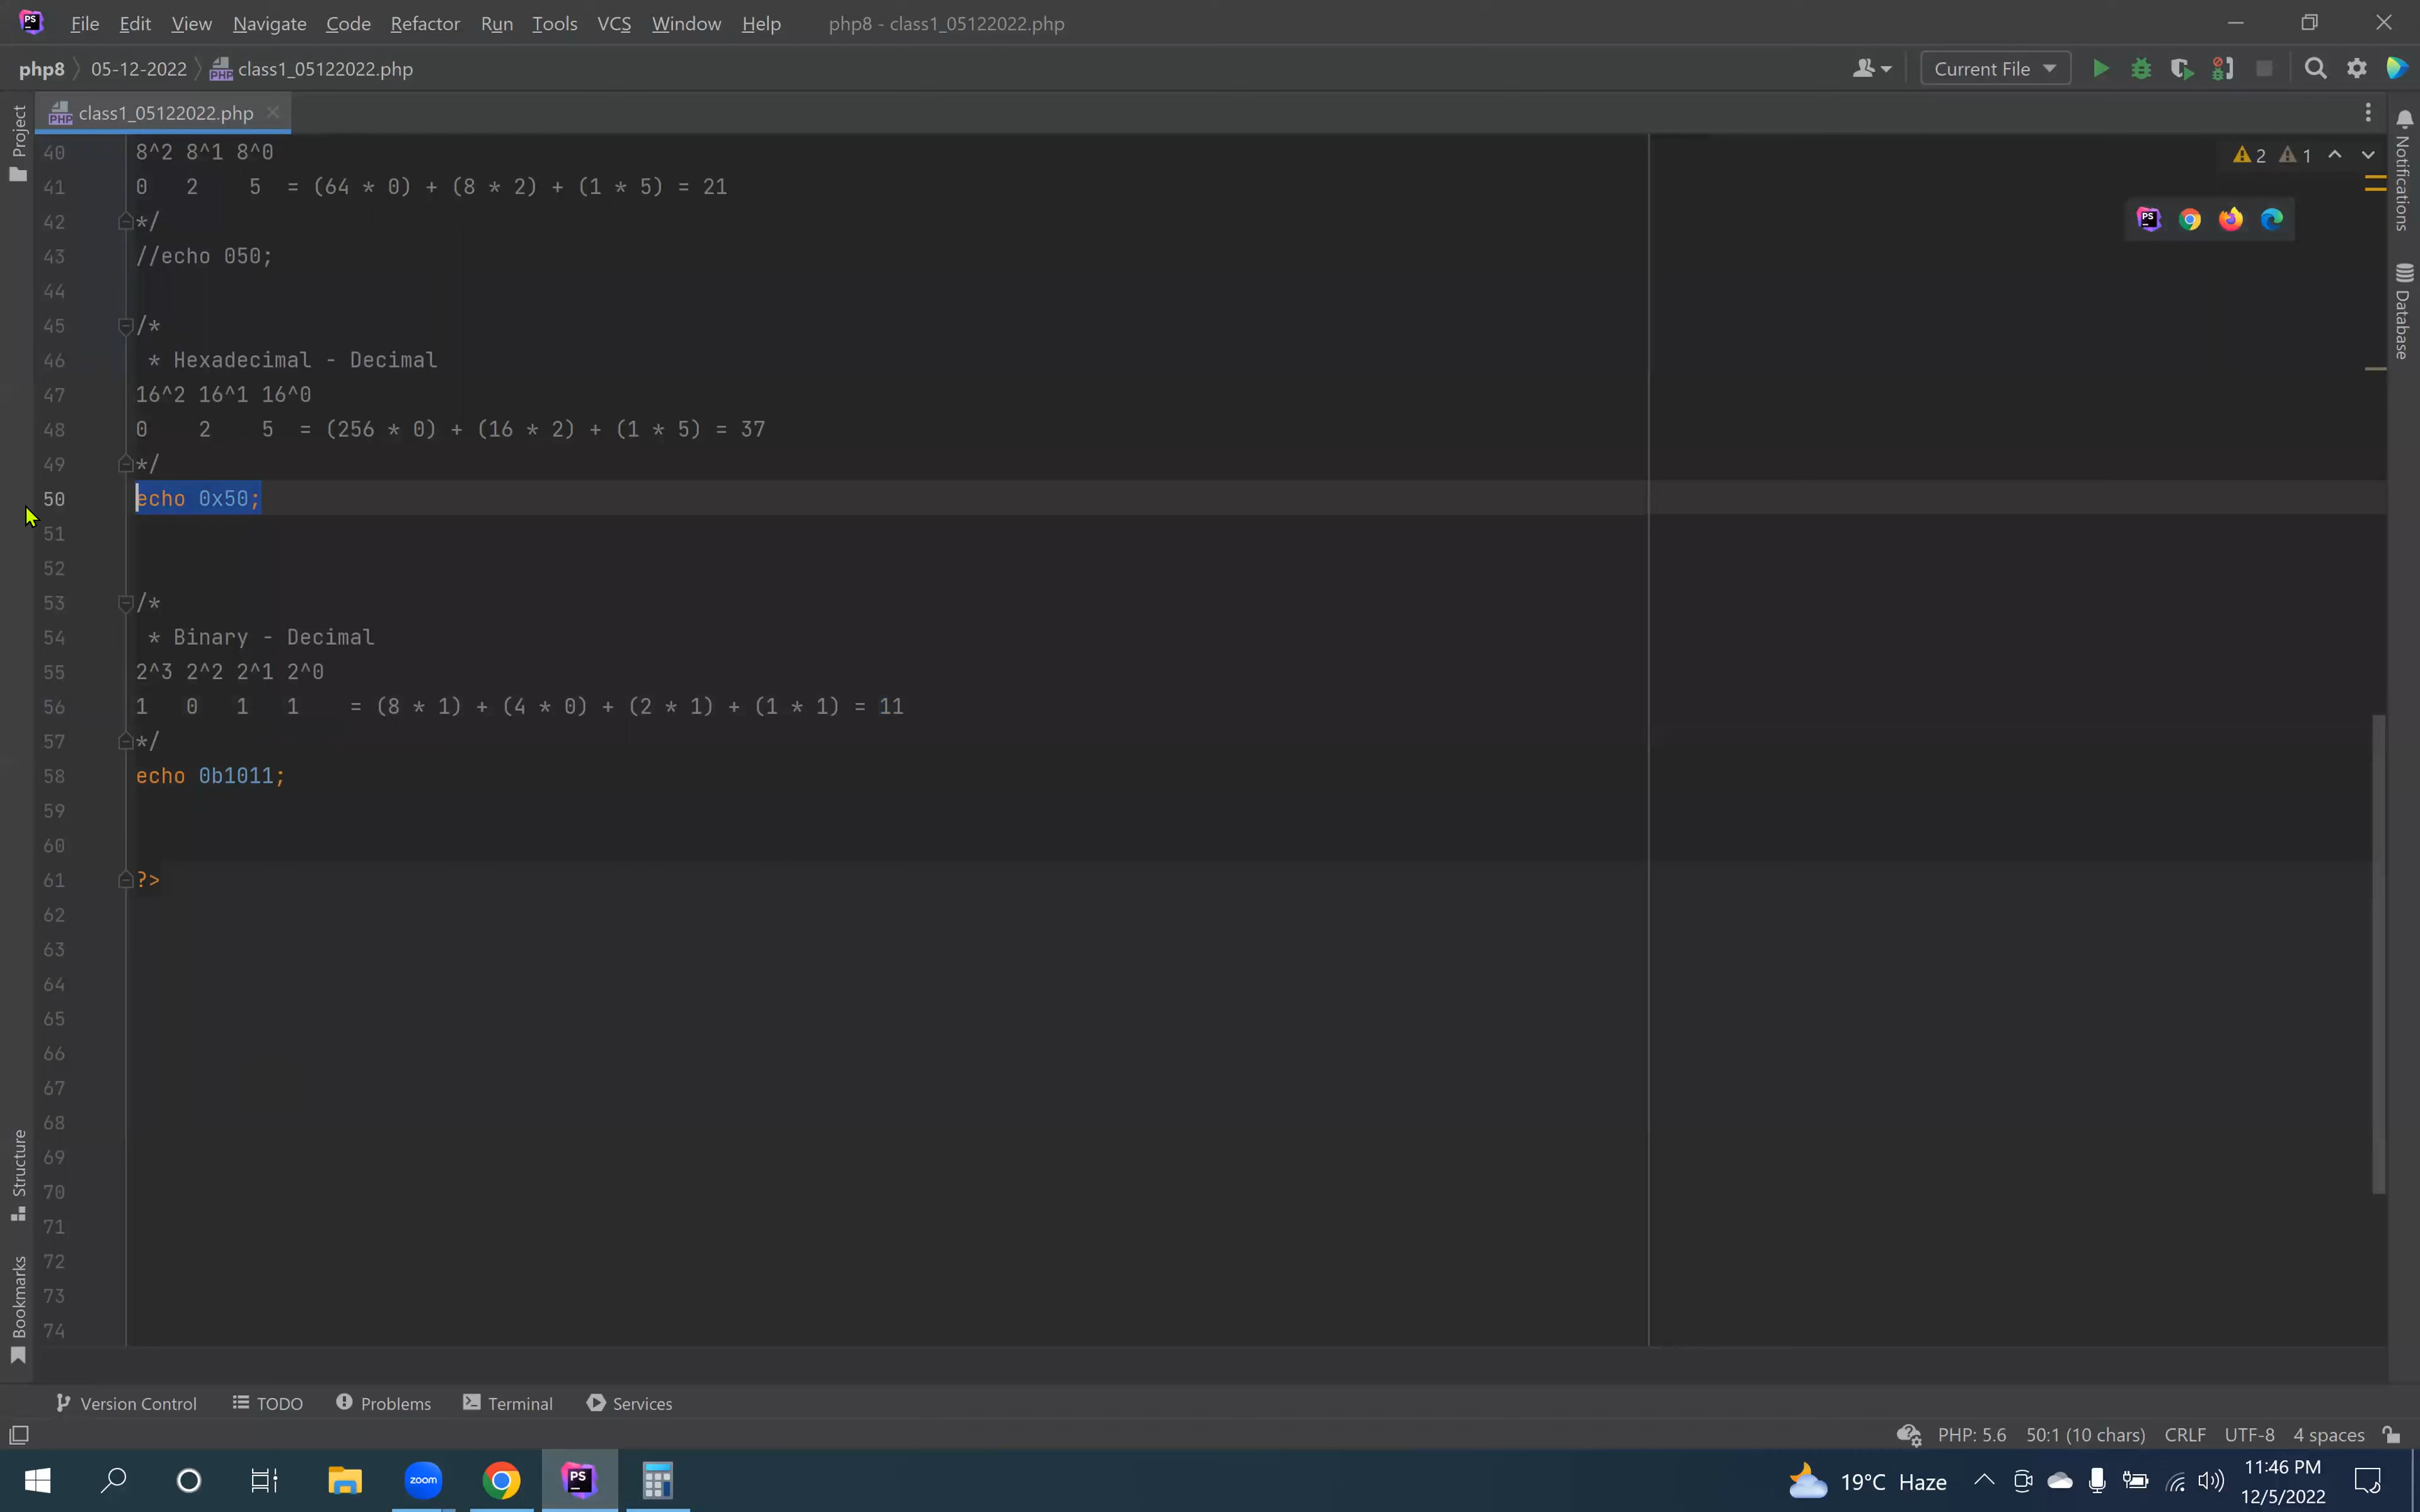 PS File Edit View Navigate Code Refactor Run Tools VCS Window Help php8 - class1_05122022.php
php8 05-12-2022 PHP class1_05122022.php Current File
PHP class1_05122022.php
Project
Notifications
Database
Structure
Bookmarks
2 1
PS
40 8^2 8^1 8^0
41 0 2 5 = (64 * 0) + (8 * 2) + (1 * 5) = 21
42 */
43 //echo 050;
44
45 /*
46 * Hexadecimal - Decimal
47 16^2 16^1 16^0
48 0 2 5 = (256 * 0) + (16 * 2) + (1 * 5) = 37
49 */
50 echo 0x50;
51
52
53 /*
54 * Binary - Decimal
55 2^3 2^2 2^1 2^0
56 1 0 1 1 = (8 * 1) + (4 * 0) + (2 * 1) + (1 * 1) = 11
57 */
58 echo 0b1011;
59
60
61 ?>
62
63
64
65
66
67
68
69
70
71
72
73
74
Version Control TODO Problems Terminal Services
PHP: 5.6 50:1 (10 chars) CRLF UTF-8 4 spaces
zoom PS 19°C Haze 11:46 PM
12/5/2022